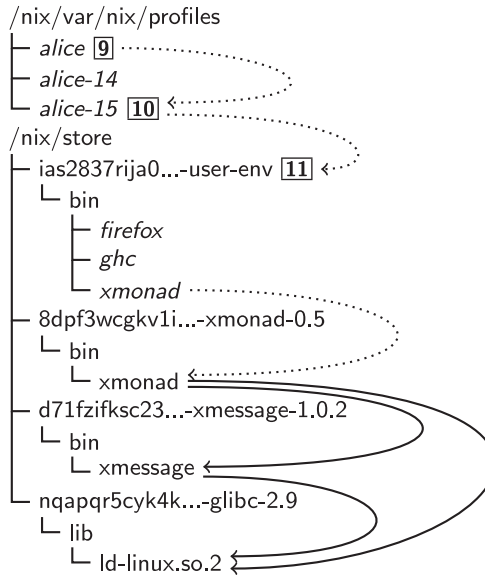 /nix/var/nix/profiles
alice 9
alice-14
alice-15 10
/nix/store
ias2837rija0...-user-env 11
bin
firefox
ghc
xmonad
8dpf3wcgkv1i...-xmonad-0.5
bin
xmonad
d71fzifksc23...-xmessage-1.0.2
bin
xmessage
nqapqr5cyk4k...-glibc-2.9
lib
ld-linux.so.2